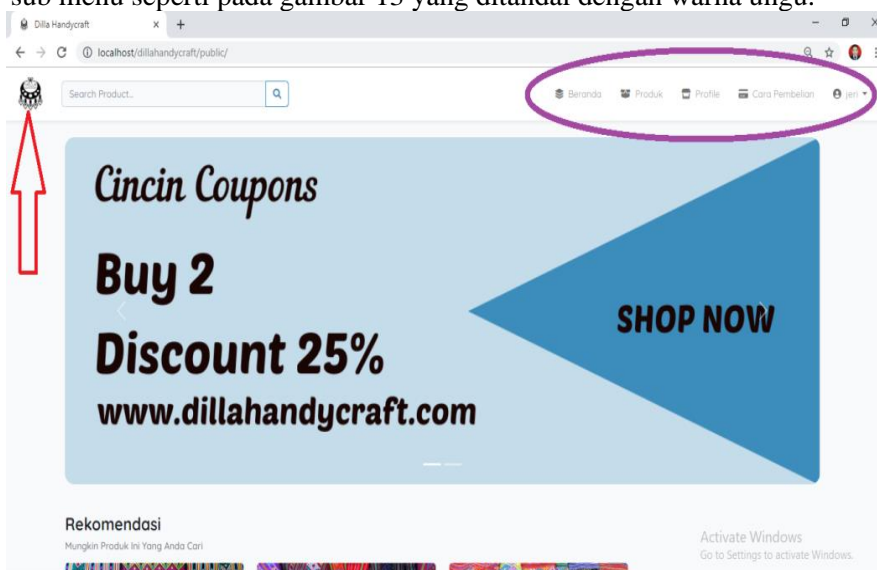 sub menu seperti pada gambar 13 yang ditandai dengan warna ungu.
Dilla Handycraft
localhost/dillahandycraft/public/
Search Product..
Beranda Produk Profile Cara Pembelian jen
Cincin Coupons
Buy 2
Discount 25%
www.dillahandycraft.com
SHOP NOW
Rekomendasi
Mungkin Produk Ini Yang Anda Cari
Activate Windows
Go to Settings to activate Windows.